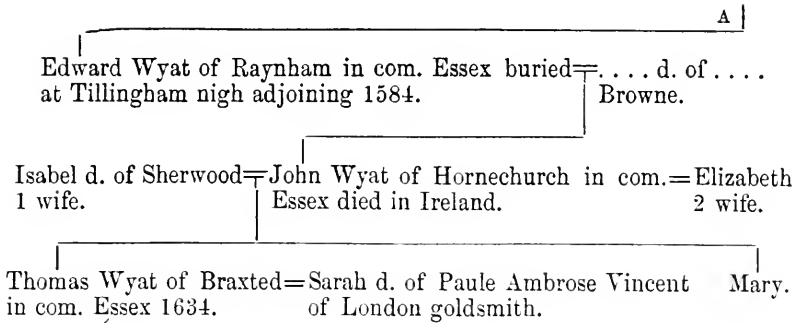 A
Edward Wyat of Raynham in com. Essex buried=. . . . d. of . . . .
at Tillingham nigh adjoining 1584. Browne.
Isabel d. of Sherwood=John Wyat of Hornechurch in com.=Elizabeth
1 wife. Essex died in Ireland. 2 wife.
Thomas Wyat of Braxted=Sarah d. of Paule Ambrose Vincent Mary.
in com. Essex 1634. of London goldsmith.